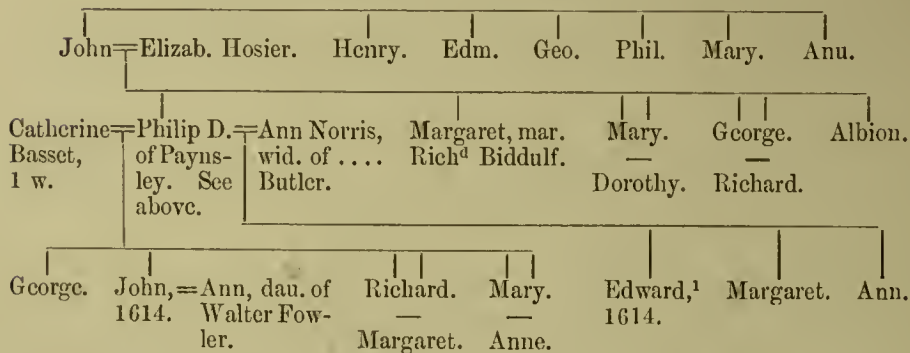 John = Elizab. Hosier. Henry. Edm. Geo. Phil. Mary. Anu.
Catherine = Philip D. = Ann Norris, Margaret, mar. Mary. George. Albion.
Basset, of Payns- wid. of .... Richd Biddulf. — —
1 w. ley. See Butler. Dorothy. Richard.
above.
George. John, = Ann, dau. of Richard. Mary. Edward,1 Margaret. Ann.
1614. Walter Fow- — — 1614.
ler. Margaret. Anne.